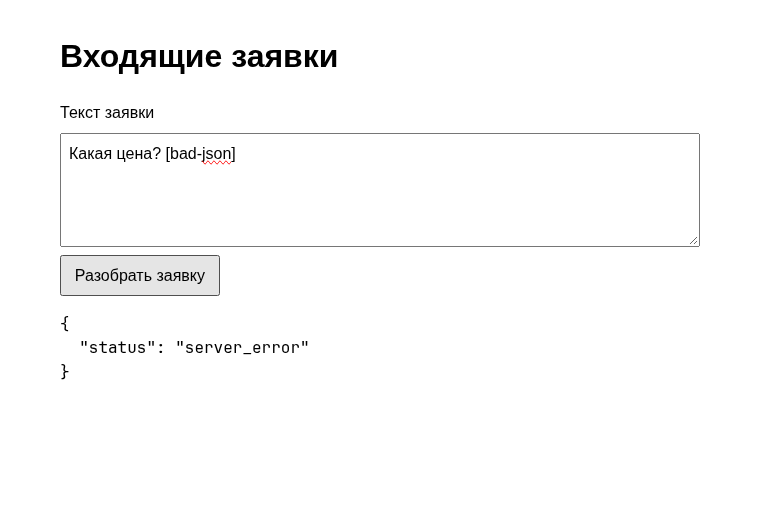 Входящие заявки
Текст заявки
Какая цена? [bad-json]
Разобрать заявку
{
  "status": "server_error"
}